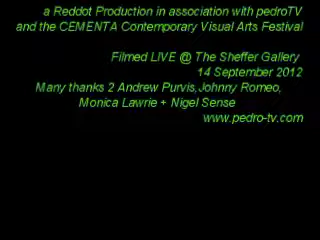 a Reddot Production in association with pedroTV
and the CEMENTA Contemporary Visual Arts Festival
Filmed LIVE @ The Sheffer Gallery
14 September 2012
Many thanks 2 Andrew Purvis,Johnny Romeo,
Monica Lawrie + Nigel Sense
www.pedro-tv.com